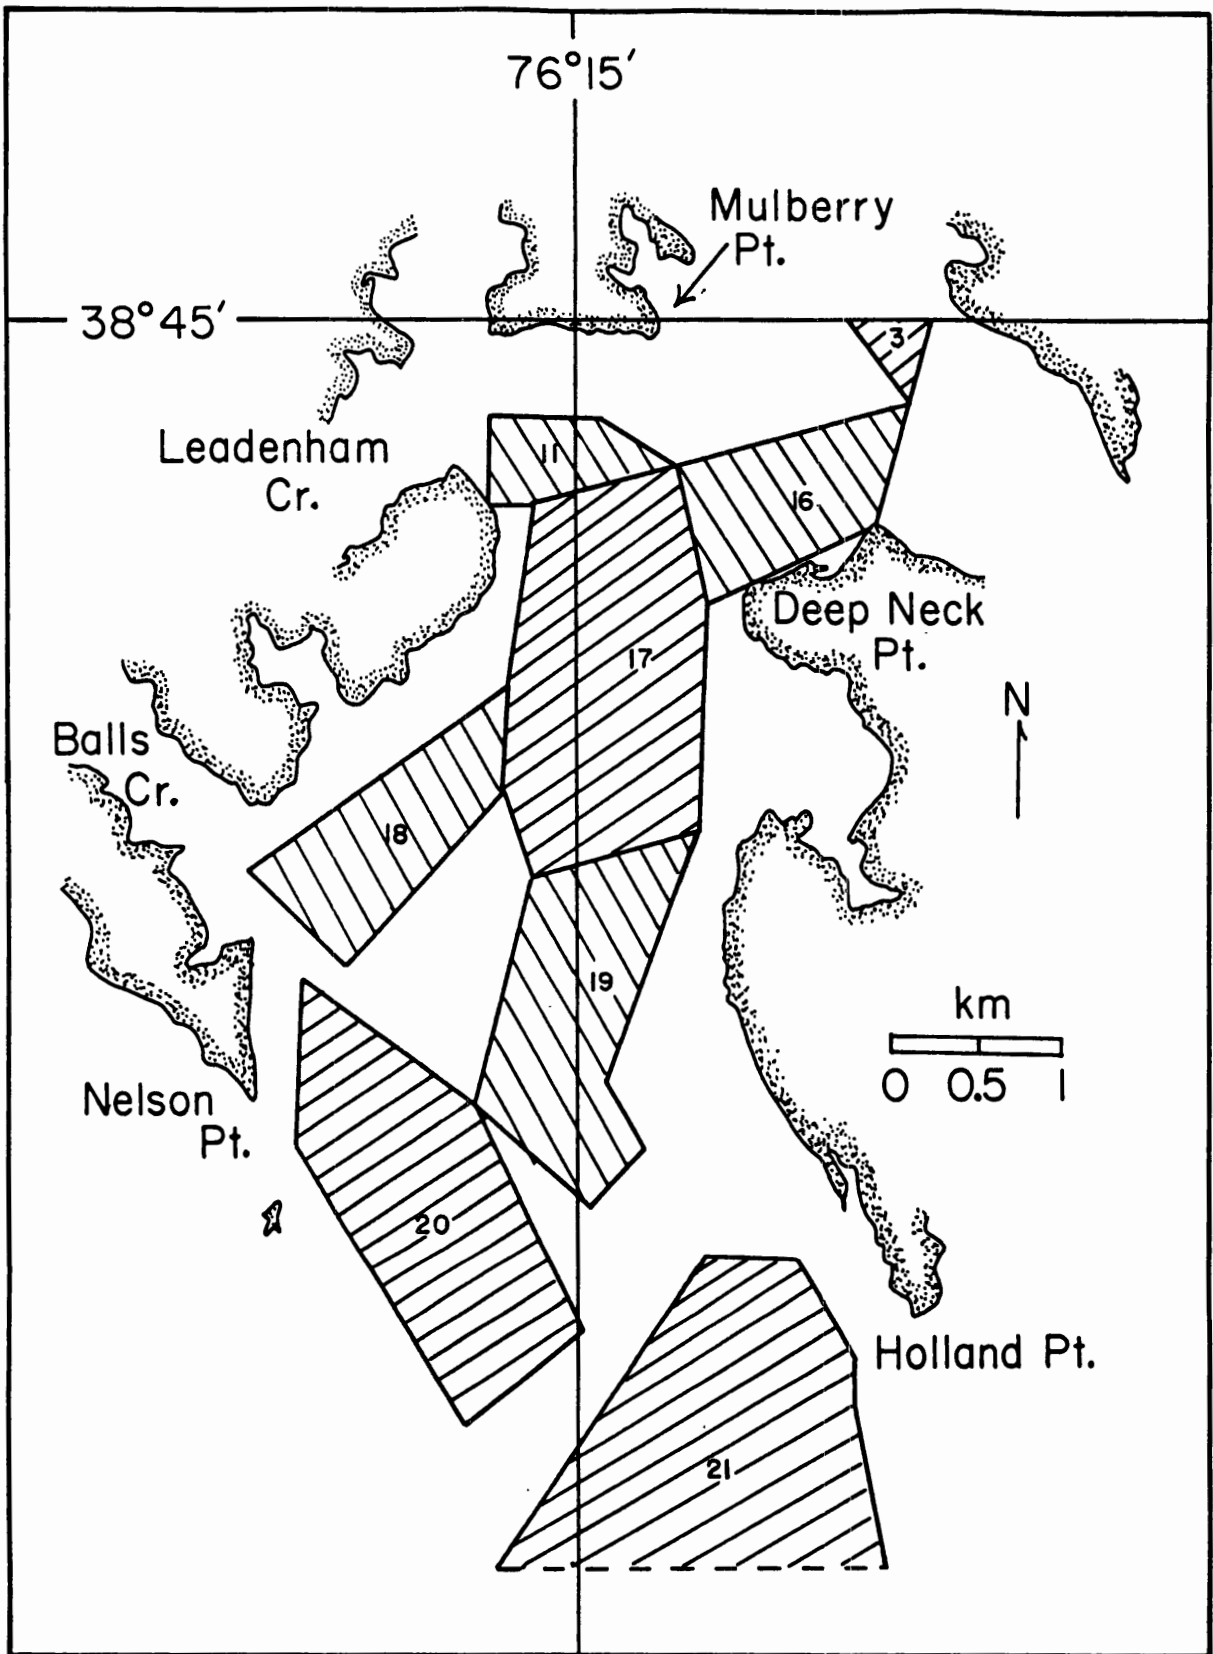 76°15′
Mulberry
Pt.
38°45′
3
Leadenham
Cr.
11
16
Deep Neck
Pt.
17
N
Balls
Cr.
18
19
km
0 0.5 1
Nelson
Pt.
20
Holland Pt.
21